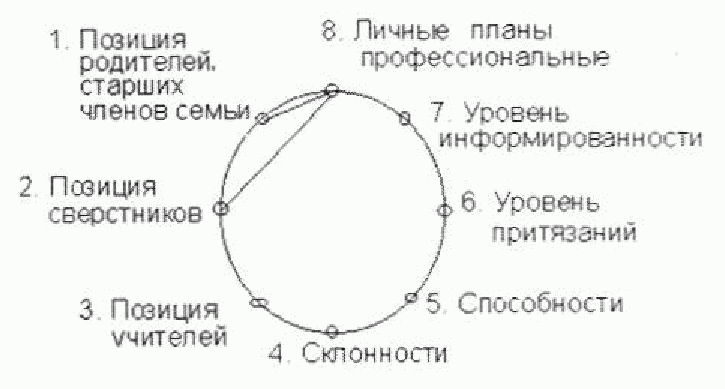 1. Позиция
родителей,
старших
членов семьи
8. Личные планы
профессиональные
7. Уровень
информированности
2. Позиция
сверстников
6. Уровень
притязаний
3. Позиция
учителей
5. Способности
4. Склонности